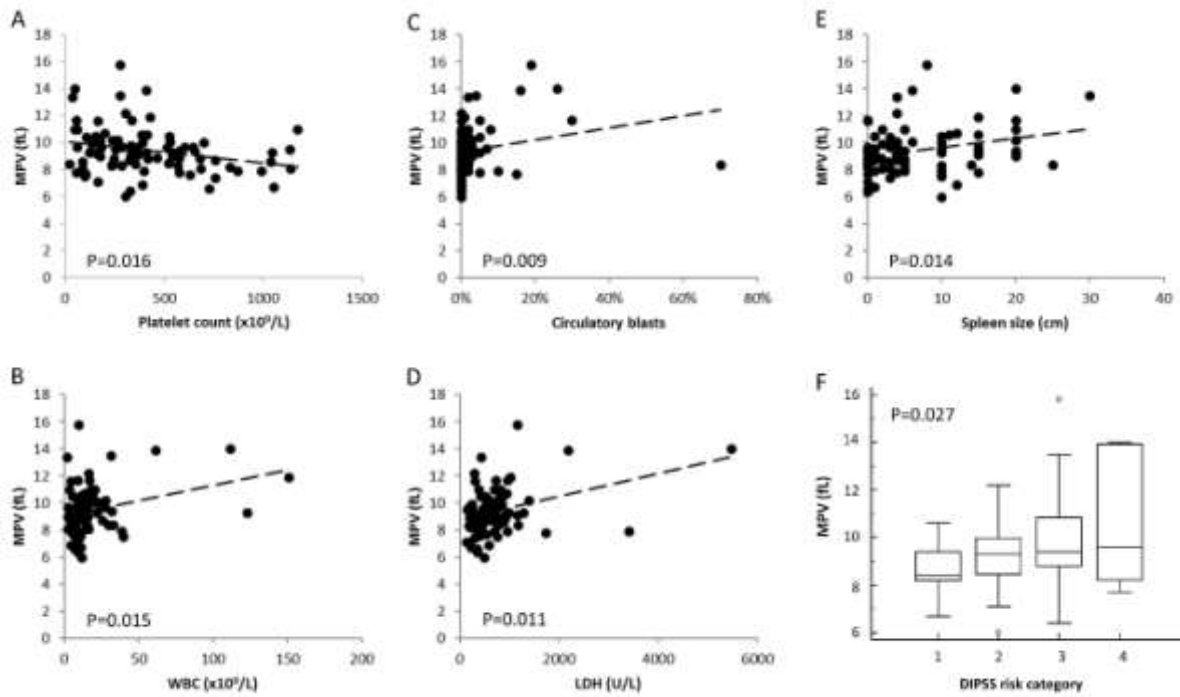 A
18
16
14
12
10
8
6
4
2
0
MPV (fL)
P=0.016
0 500 1000 1500
Platelet count (x10⁹/L)
C
18
16
14
12
10
8
6
4
2
0
MPV (fL)
P=0.009
0% 20% 40% 60% 80%
Circulatory blasts
E
18
16
14
12
10
8
6
4
2
0
MPV (fL)
P=0.014
0 10 20 30 40
Spleen size (cm)
B
18
16
14
12
10
8
6
4
2
0
MPV (fL)
P=0.015
0 50 100 150 200
WBC (x10⁹/L)
D
18
16
14
12
10
8
6
4
2
0
MPV (fL)
P=0.011
0 2000 4000 6000
LDH (U/L)
F
16
14
12
10
8
6
MPV (fL)
P=0.027
1 2 3 4
DIPSS risk category